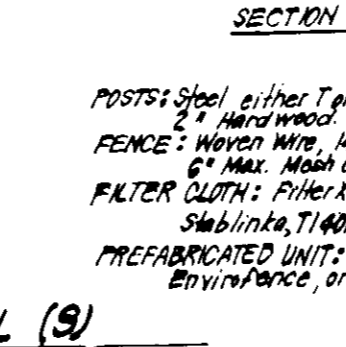 SECTION
POSTS: Steel either T or
2" Hardwood.
FENCE: Woven Wire, 
6" Max. Mesh
FILTER CLOTH: Filter X
Stablinka, T140
PREFABRICATED UNIT:
Envirofence, or
L (S)